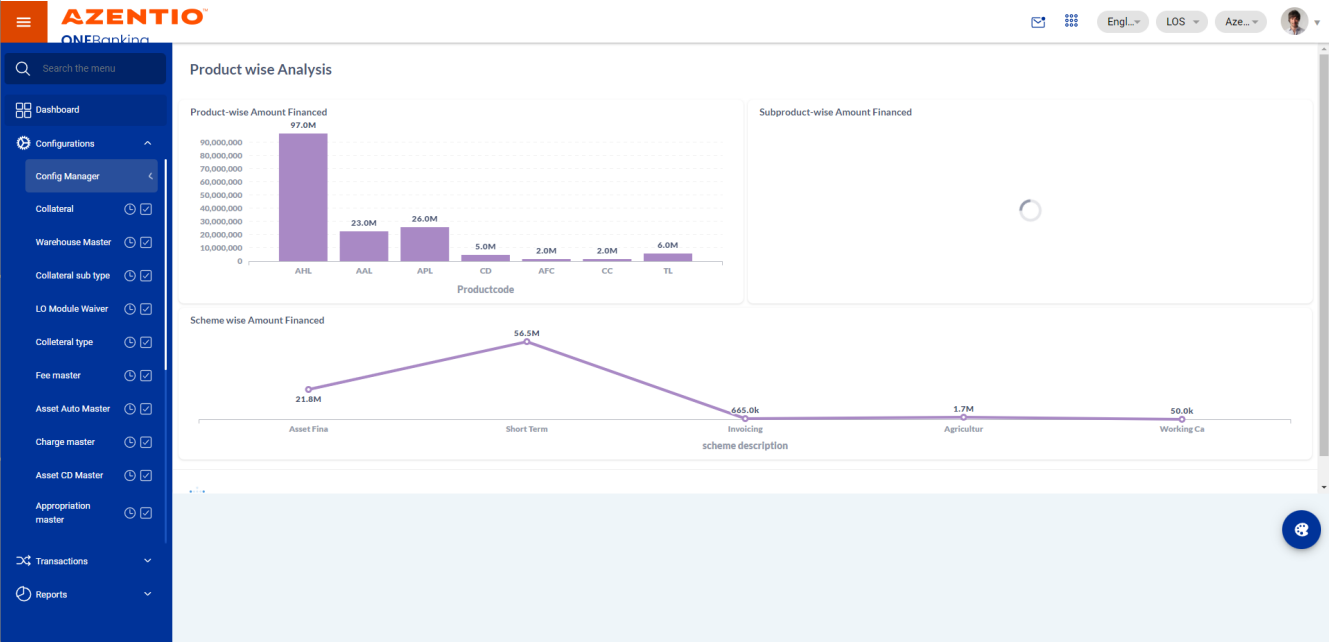 AZENTIO™
ONEBanking
Engl...
LOS
Aze...
Search the menu
Dashboard
Configurations
Config Manager
Collateral
Warehouse Master
Collateral sub type
LO Module Waiver
Colleteral type
Fee master
Asset Auto Master
Charge master
Asset CD Master
Appropriation
master
Transactions
Reports
Product wise Analysis
Product-wise Amount Financed
97.0M
90,000,000
80,000,000
70,000,000
60,000,000
50,000,000
40,000,000
30,000,000
20,000,000
10,000,000
0
23.0M
26.0M
5.0M
2.0M
2.0M
6.0M
AHL
AAL
APL
CD
AFC
CC
TL
Productcode
Subproduct-wise Amount Financed
Scheme wise Amount Financed
21.8M
56.5M
665.0k
1.7M
50.0k
Asset Fina
Short Term
Invoicing
Agricultur
Working Ca
scheme description